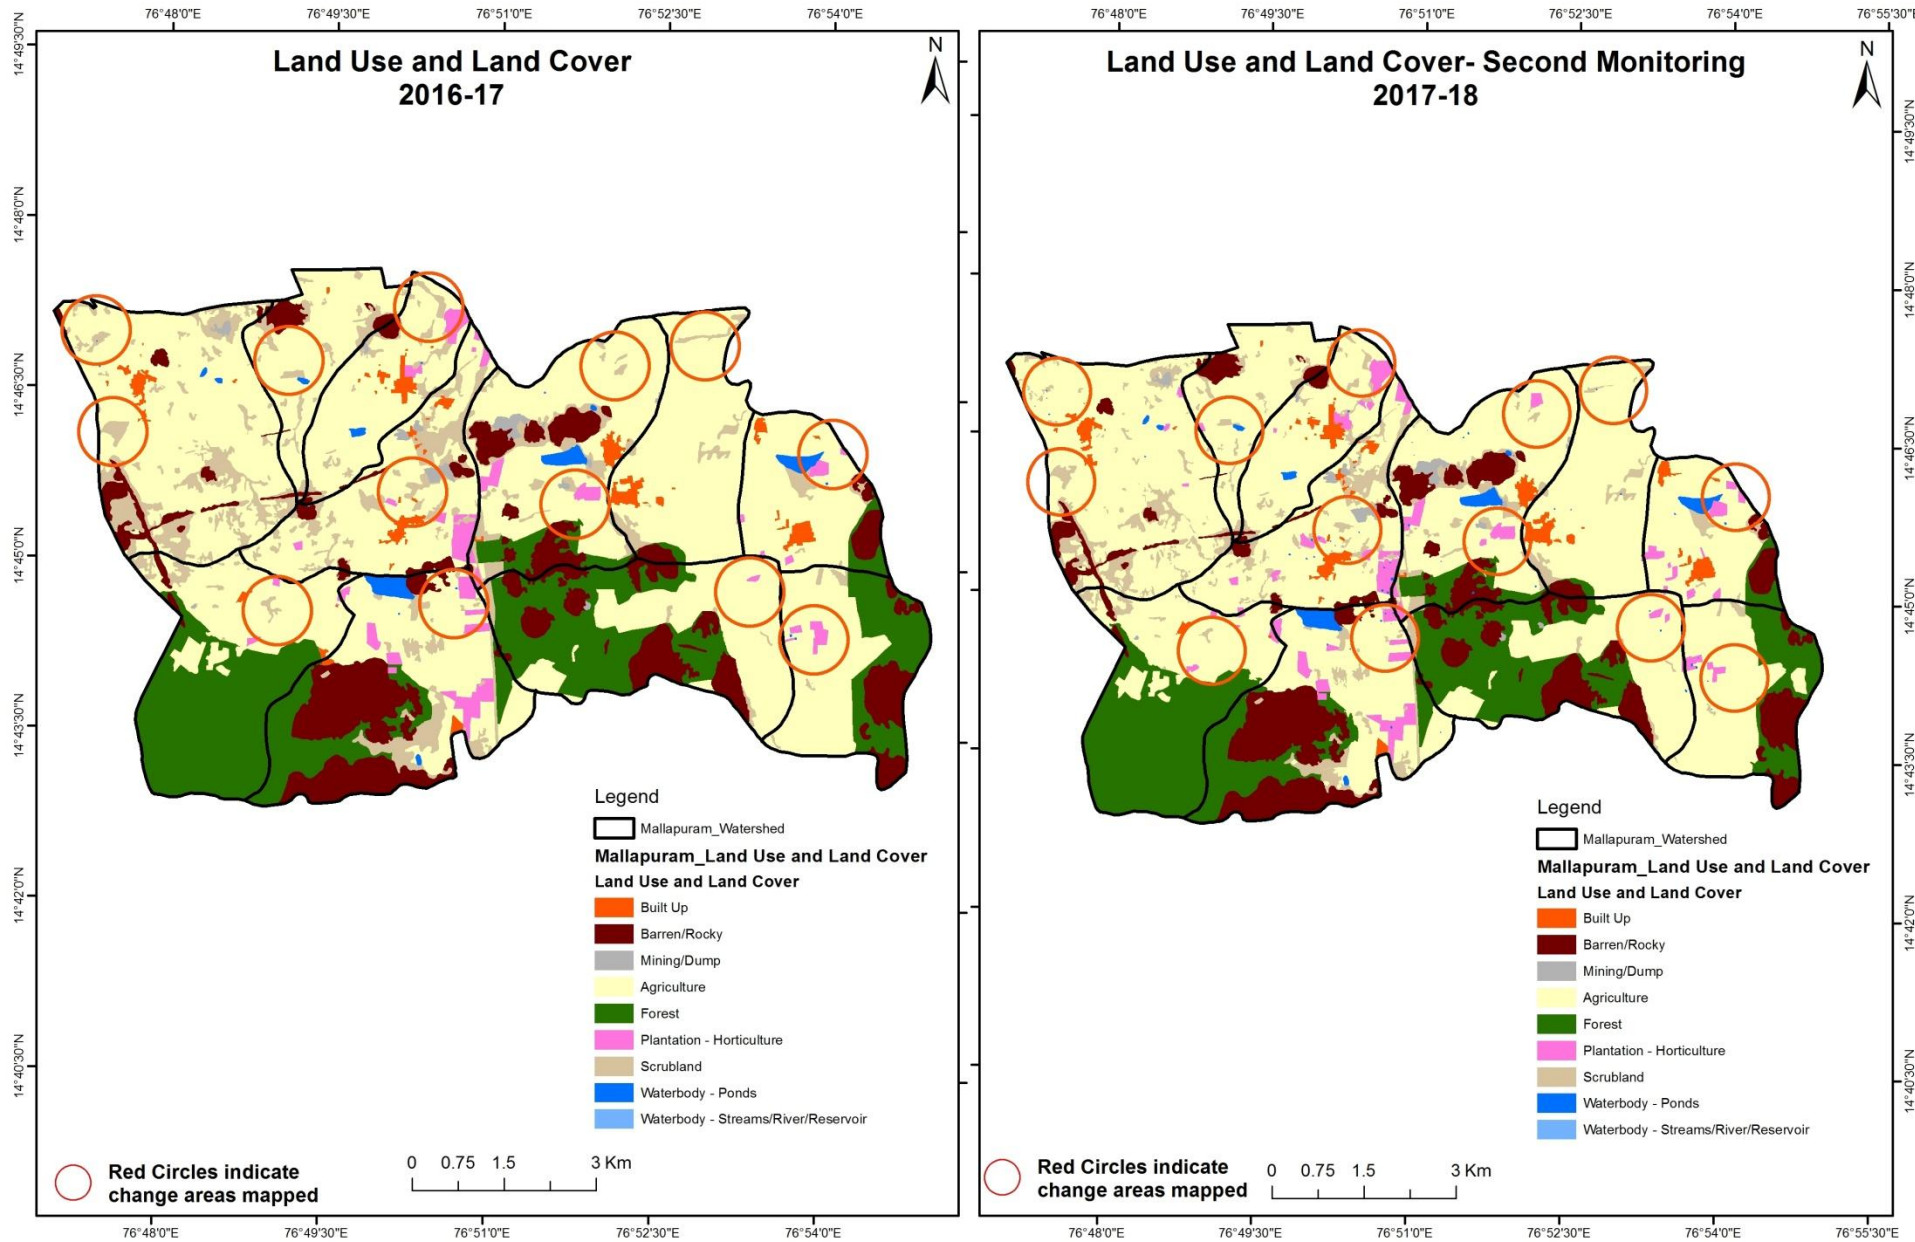 76°48'0"E 76°49'30"E 76°51'0"E 76°52'30"E 76°54'0"E
14°49'30"N
14°48'0"N
14°46'30"N
14°45'0"N
14°43'30"N
14°42'0"N
14°40'30"N
Land Use and Land Cover
2016-17
N
Legend
Mallapuram_Watershed
Mallapuram_Land Use and Land Cover
Land Use and Land Cover
Built Up
Barren/Rocky
Mining/Dump
Agriculture
Forest
Plantation - Horticulture
Scrubland
Waterbody - Ponds
Waterbody - Streams/River/Reservoir
Red Circles indicate
change areas mapped
0 0.75 1.5 3 Km
76°48'0"E 76°49'30"E 76°51'0"E 76°52'30"E 76°54'0"E
76°48'0"E 76°49'30"E 76°51'0"E 76°52'30"E 76°54'0"E 76°55'30"E
Land Use and Land Cover- Second Monitoring
2017-18
N
14°49'30"N
14°48'0"N
14°46'30"N
14°45'0"N
14°43'30"N
14°42'0"N
14°40'30"N
Legend
Mallapuram_Watershed
Mallapuram_Land Use and Land Cover
Land Use and Land Cover
Built Up
Barren/Rocky
Mining/Dump
Agriculture
Forest
Plantation - Horticulture
Scrubland
Waterbody - Ponds
Waterbody - Streams/River/Reservoir
Red Circles indicate
change areas mapped
0 0.75 1.5 3 Km
76°48'0"E 76°49'30"E 76°51'0"E 76°52'30"E 76°54'0"E 76°55'30"E